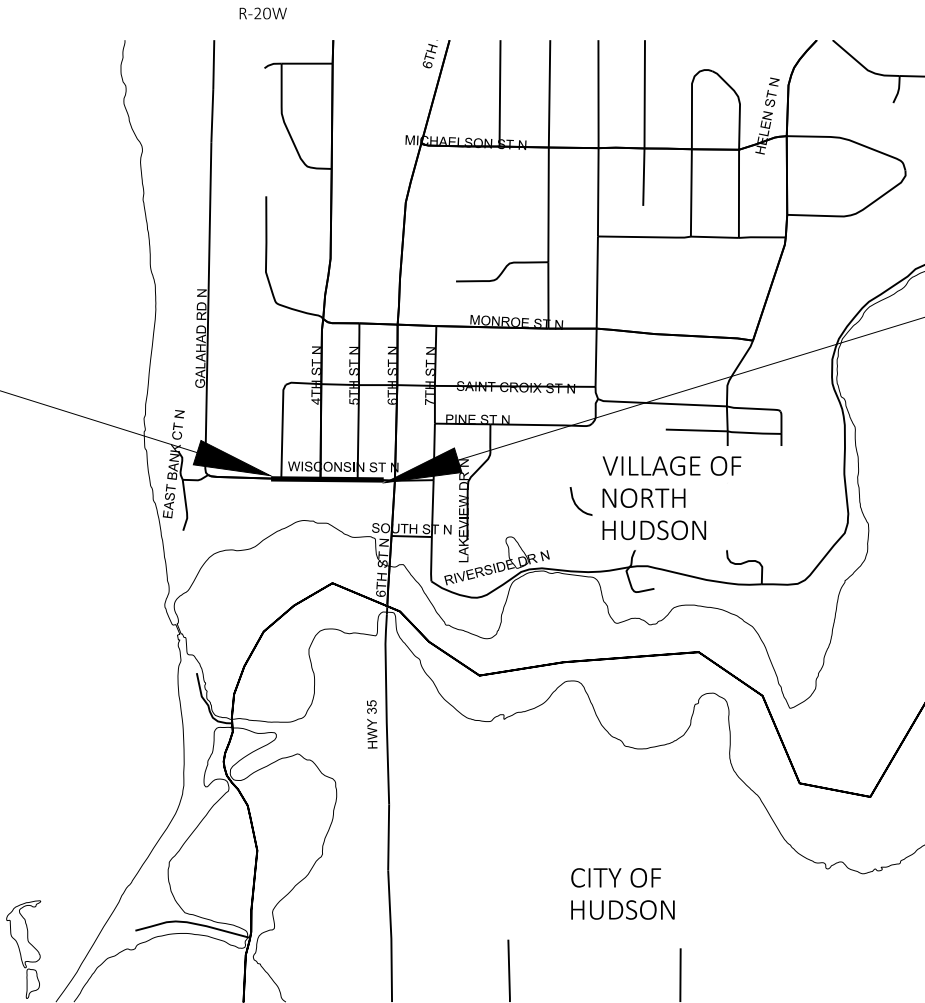 R-20W
6TH
MICHAELSON ST N
HELEN ST N
GALAHAD RD N
MONROE ST N
4TH ST N
5TH ST N
6TH ST N
7TH ST N
SAINT CROIX ST N
PINE ST N
EAST BANK CT N
WISCONSIN ST N
LAKEVIEW DR N
VILLAGE OF
NORTH
HUDSON
SOUTH ST N
6TH ST N
RIVERSIDE DR N
HWY 35
CITY OF
HUDSON